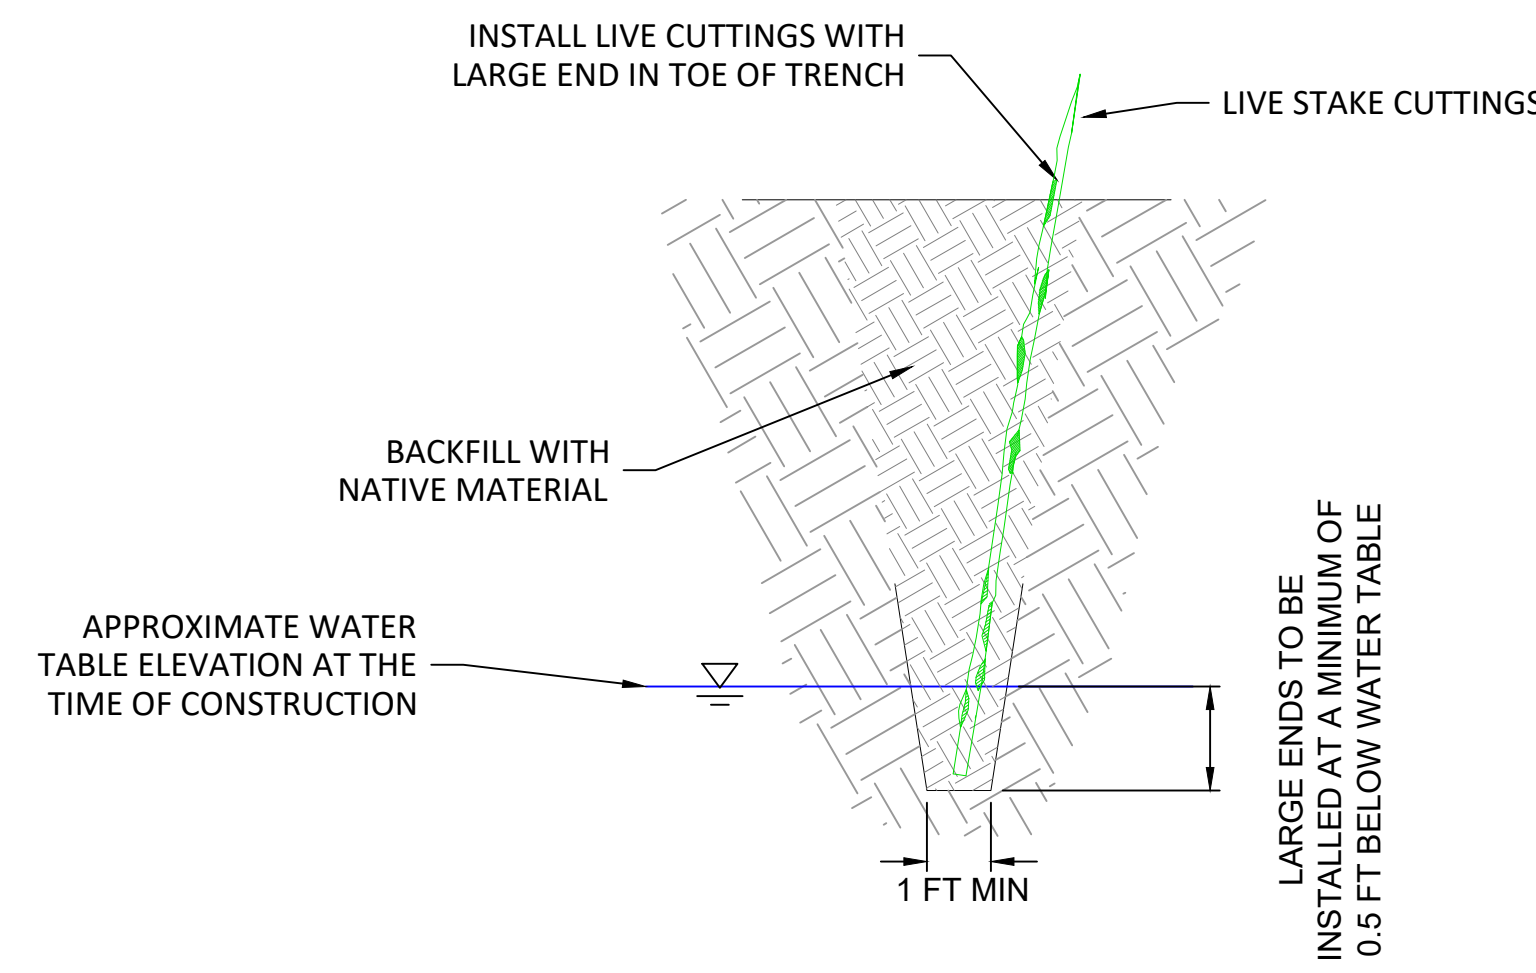 INSTALL LIVE CUTTINGS WITH
LARGE END IN TOE OF TRENCH
LIVE STAKE CUTTINGS
BACKFILL WITH
NATIVE MATERIAL
APPROXIMATE WATER
TABLE ELEVATION AT THE
TIME OF CONSTRUCTION
LARGE ENDS TO BE
INSTALLED AT A MINIMUM OF
0.5 FT BELOW WATER TABLE
1 FT MIN